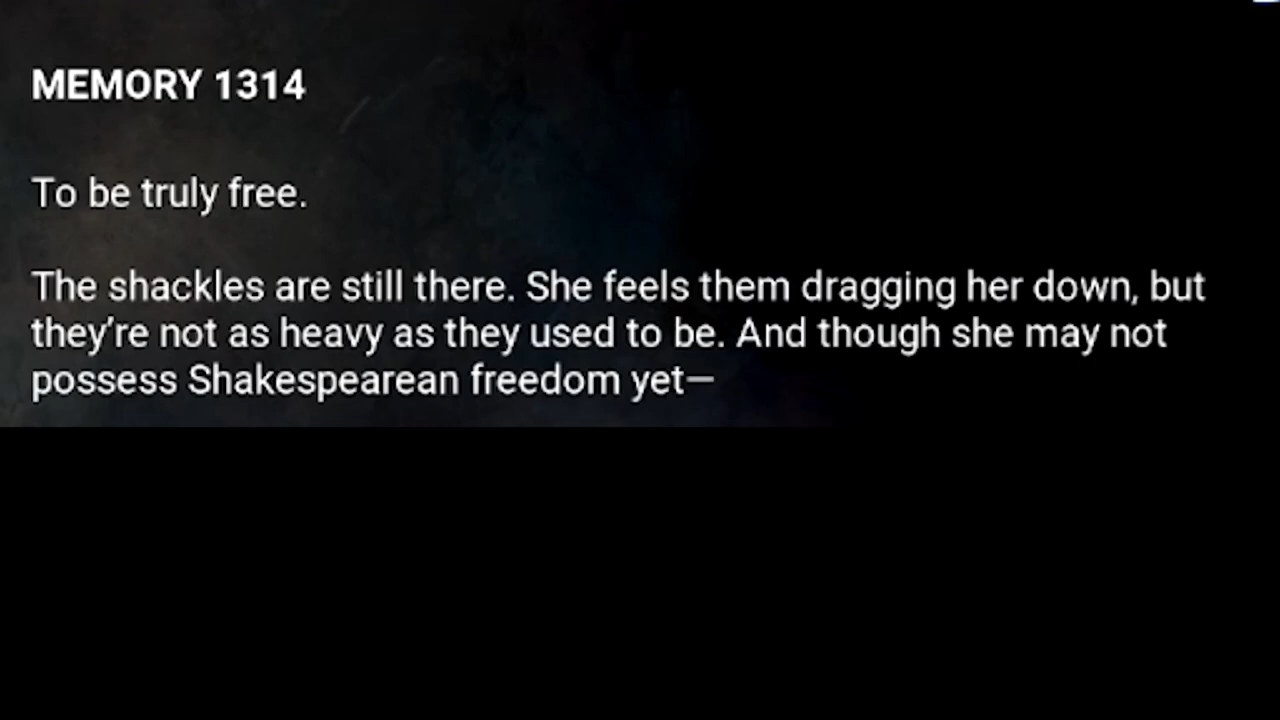 MEMORY 1314
To be truly free.
The shackles are still there. She feels them dragging her down, but
they’re not as heavy as they used to be. And though she may not
possess Shakespearean freedom yet—